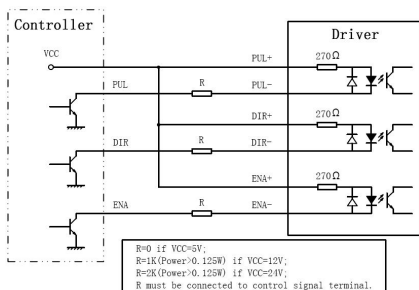 Controller
Driver
VCC
PUL+
270Ω
PUL
R
PUL-
DIR+
270Ω
DIR
R
DIR-
ENA+
270Ω
ENA
R
ENA-
R=0 if VCC=5V;
R=1K(Power>0.125W) if VCC=12V;
R=2K(Power>0.125W) if VCC=24V;
R must be connected to control signal terminal.